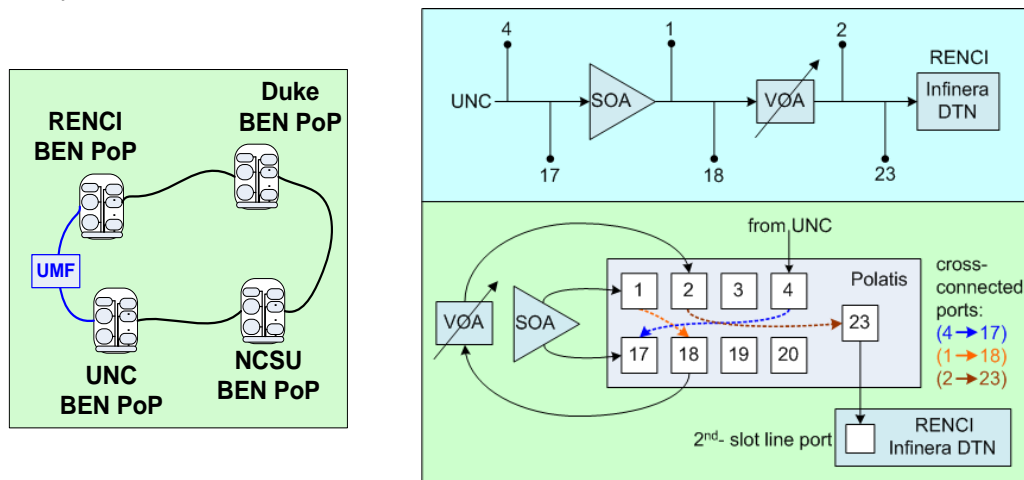 Duke
BEN PoP
RENCI
BEN PoP
UMF
UNC
BEN PoP
NCSU
BEN PoP
4
1
2
RENCI
UNC
SOA
VOA
Infinera
DTN
17
18
23
from UNC
Polatis
1
2
3
4
VOA
SOA
23
17
18
19
20
cross-
connected
ports:
(4→17)
(1→18)
(2→23)
2nd- slot line port
RENCI
Infinera DTN